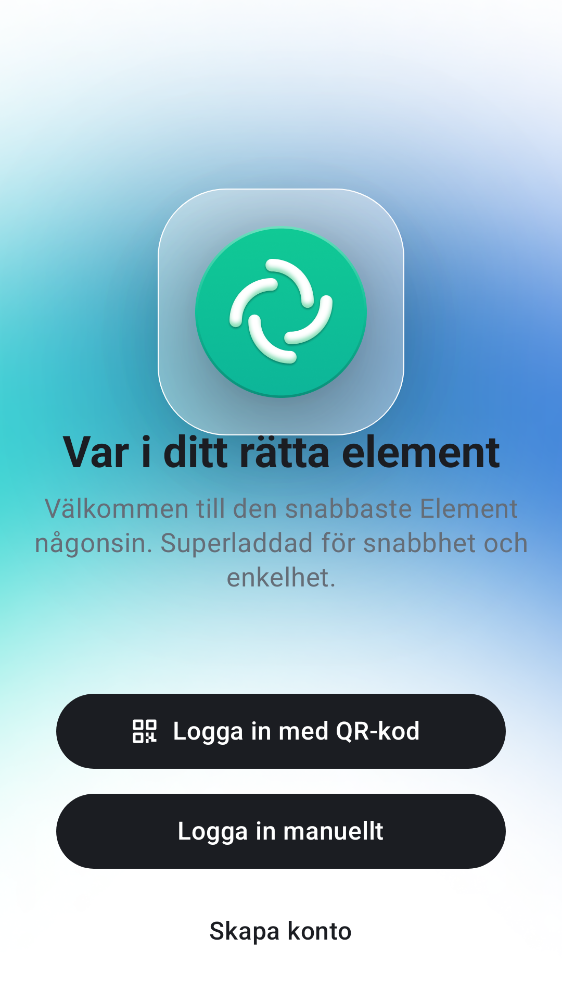 Var i ditt rätta element
Välkommen till den snabbaste Element
någonsin. Superladdad för snabbhet och
enkelhet.
Logga in med QR-kod
Logga in manuellt
Skapa konto